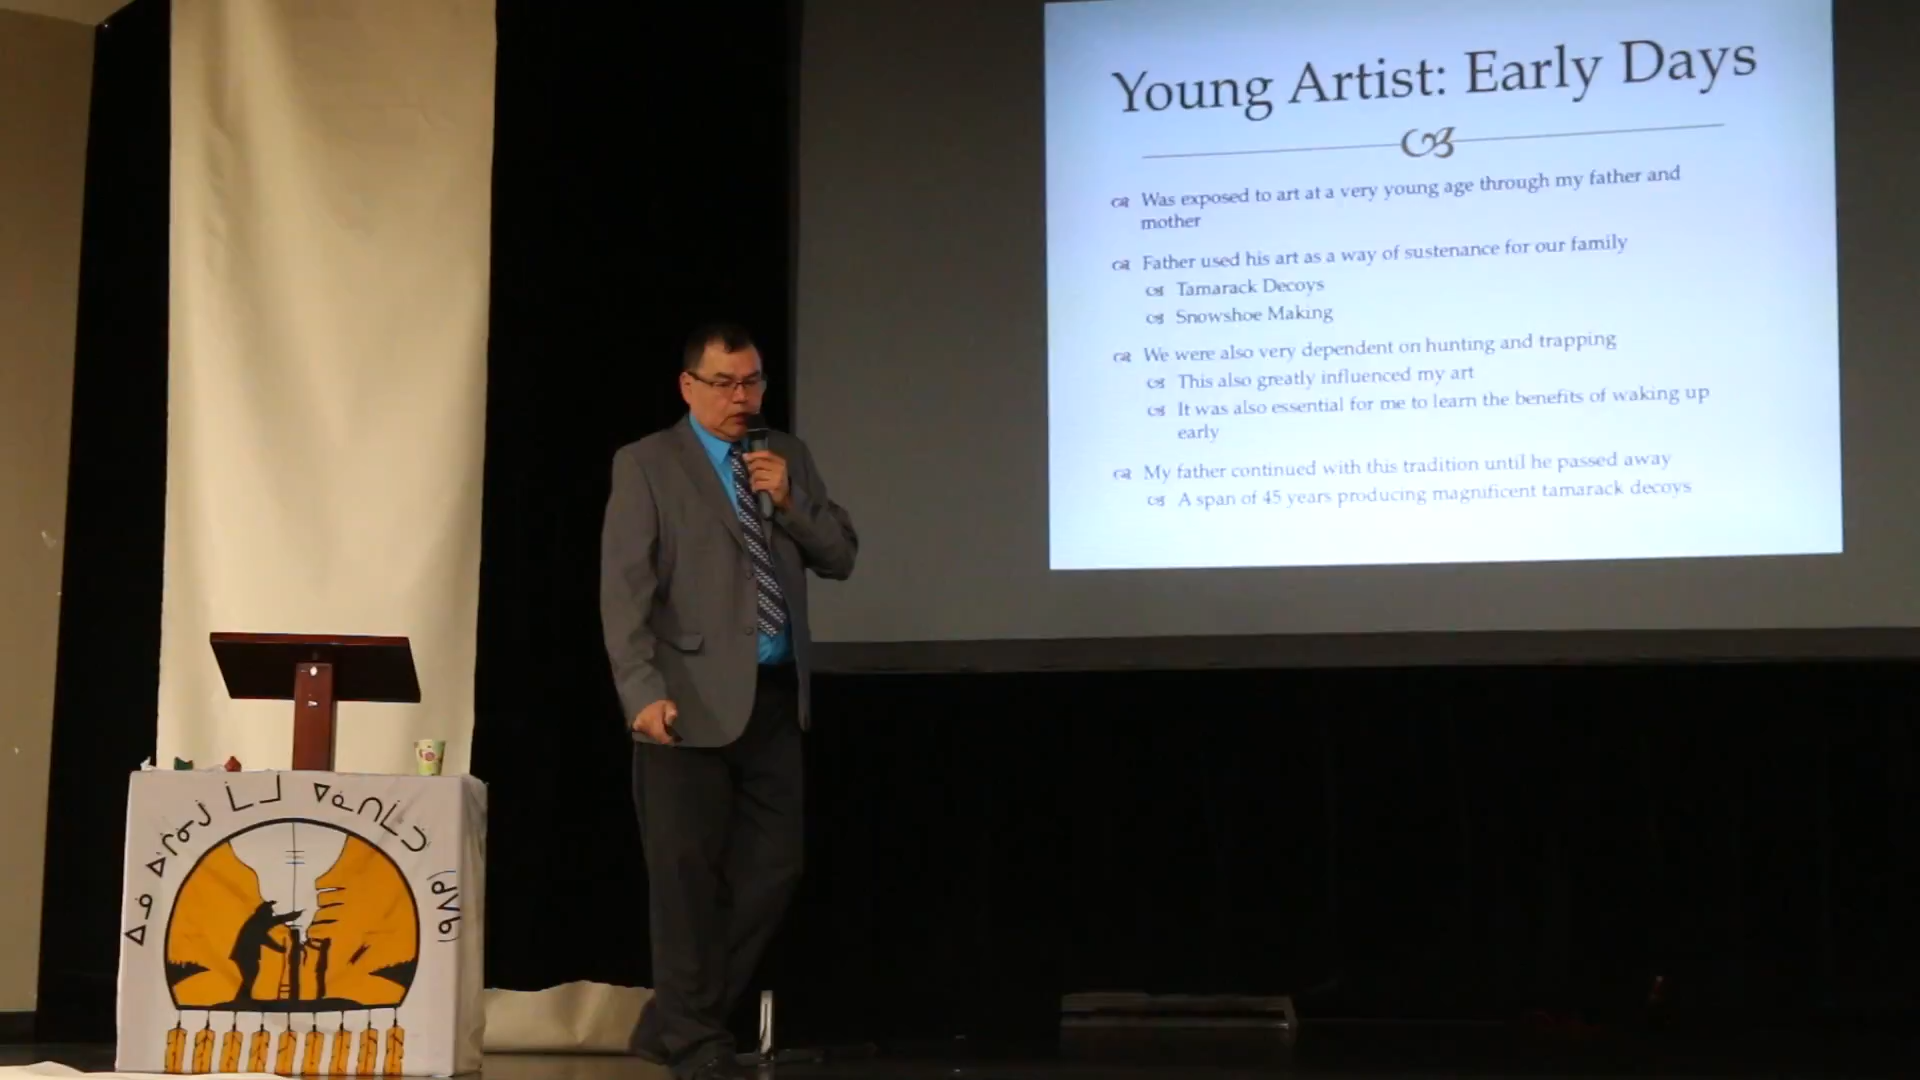 Young Artist: Early Days
Was exposed to art at a very young age through my father and
mother
Father used his art as a way of sustenance for our family
Tamarack Decoys
Snowshoe Making
We were also very dependent on hunting and trapping
This also greatly influenced my art
It was also essential for me to learn the benefits of waking up
early
My father continued with this tradition until he passed away
A span of 45 years producing magnificent tamarack decoys